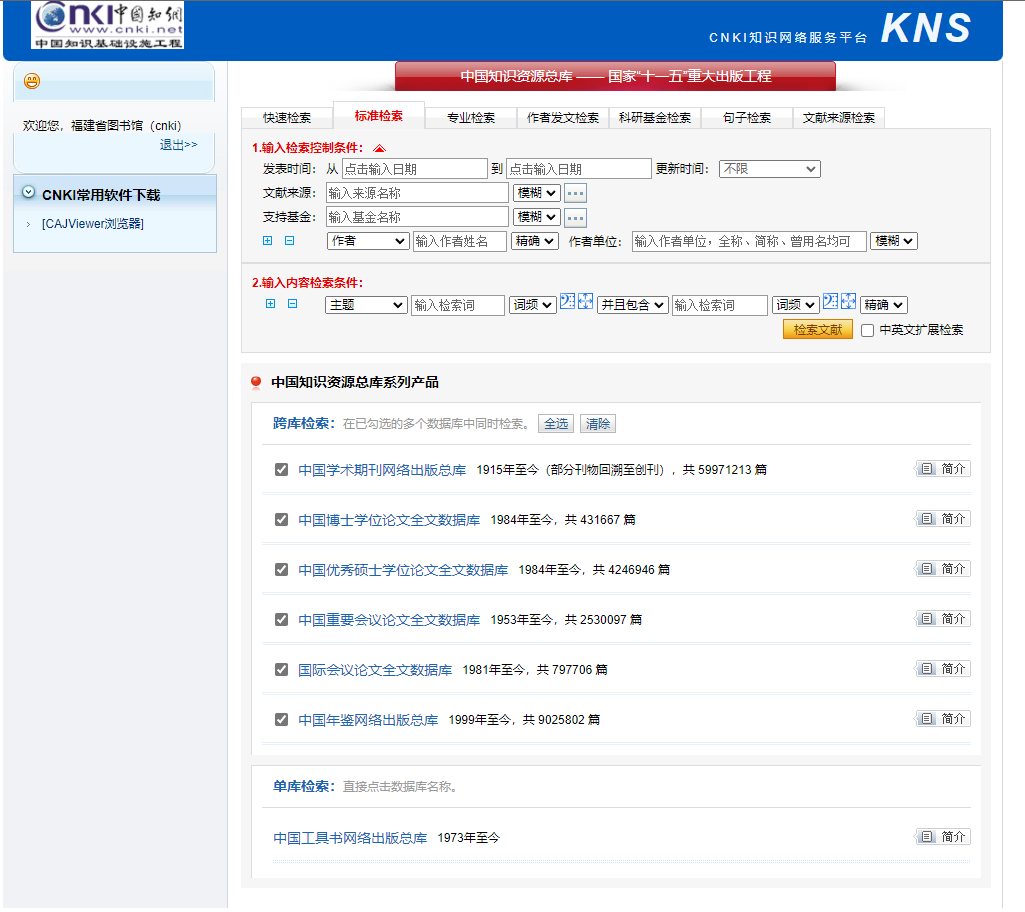 cnki中国知网
www.cnki.net
中国知识基础设施工程
CNKI知识网络服务平台 KNS
欢迎您，福建省图书馆（cnki）
退出>>
CNKI常用软件下载
[CAJViewer浏览器]
中国知识资源总库 —— 国家“十一五”重大出版工程
快速检索 标准检索 专业检索 作者发文检索 科研基金检索 句子检索 文献来源检索
1.输入检索控制条件：
发表时间： 从 点击输入日期 到 点击输入日期 更新时间： 不限
文献来源： 输入来源名称 模糊 ...
支持基金： 输入基金名称 模糊 ...
作者 输入作者姓名 精确 作者单位： 输入作者单位，全称、简称、曾用名均可 模糊
2.输入内容检索条件：
主题 输入检索词 词频 并且包含 输入检索词 词频 精确
检索文献 中英文扩展检索
中国知识资源总库系列产品
跨库检索： 在已勾选的多个数据库中同时检索。 全选 清除
中国学术期刊网络出版总库 1915年至今（部分刊物回溯至创刊），共 59971213 篇 简介
中国博士学位论文全文数据库 1984年至今，共 431667 篇 简介
中国优秀硕士学位论文全文数据库 1984年至今，共 4246946 篇 简介
中国重要会议论文全文数据库 1953年至今，共 2530097 篇 简介
国际会议论文全文数据库 1981年至今，共 797706 篇 简介
中国年鉴网络出版总库 1999年至今，共 9025802 篇 简介
单库检索： 直接点击数据库名称。
中国工具书网络出版总库 1973年至今 简介